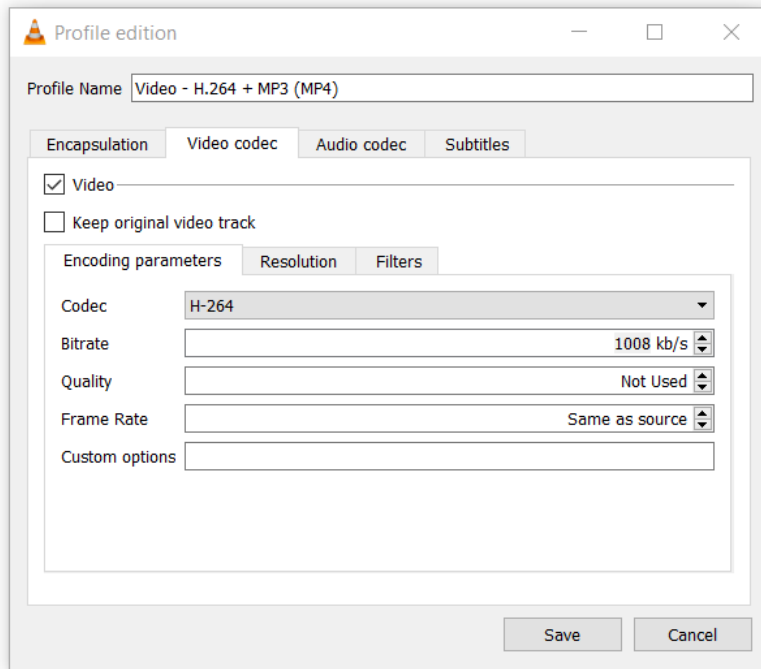 Profile edition
Profile Name Video - H.264 + MP3 (MP4)
Encapsulation Video codec Audio codec Subtitles
Video
Keep original video track
Encoding parameters Resolution Filters
Codec H-264
Bitrate 1008 kb/s
Quality Not Used
Frame Rate Same as source
Custom options
Save Cancel